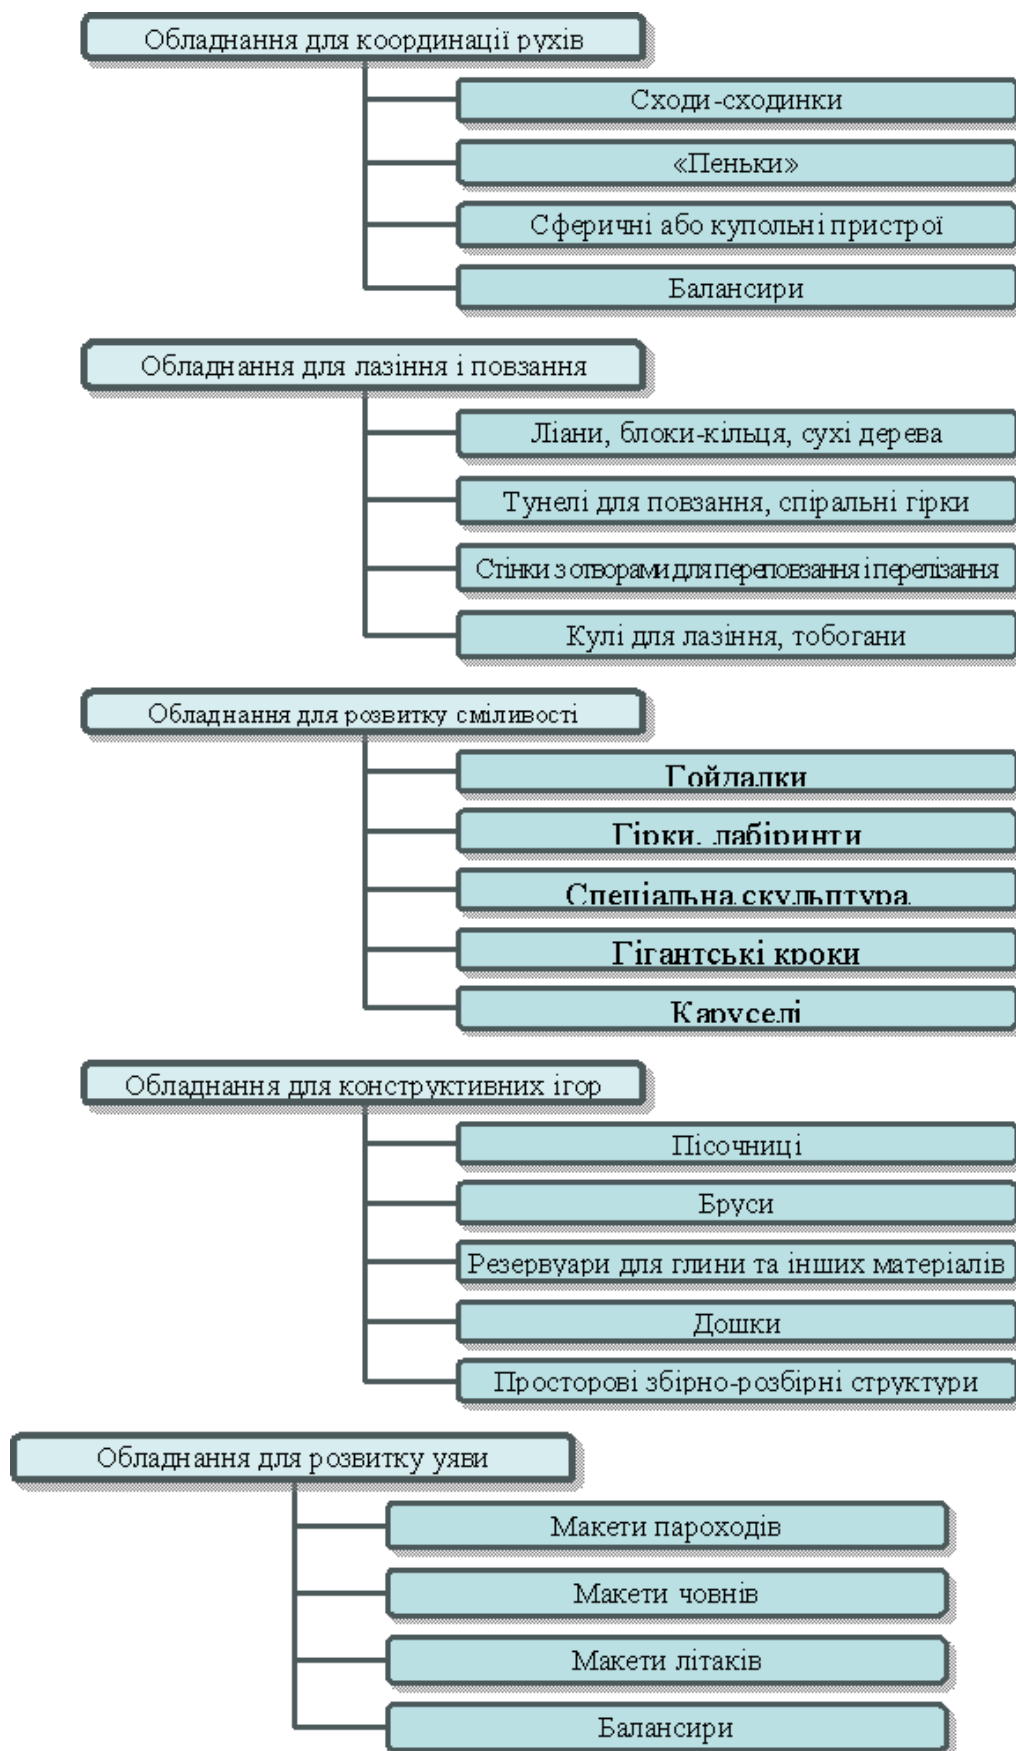 Обладнання для координації рухів
Сходи-сходинки
«Пеньки»
Сферичні або купольні пристрої
Балансири
Обладнання для лазіння і повзання
Ліани, блоки-кільця, сухі дерева
Тунелі для повзання, спіральні гірки
Стінки з отворами для переповзання і перелізання
Кулі для лазіння, тобогани
Обладнання для розвитку сміливості
Гойдалки
Гірки, лабіринти
Спеціальна скульптура
Гігантські кроки
Каруселі
Обладнання для конструктивних ігор
Пісочниці
Бруси
Резервуари для глини та інших матеріалів
Дошки
Просторові збірно-розбірні структури
Обладнання для розвитку уяви
Макети пароходів
Макети човнів
Макети літаків
Балансири